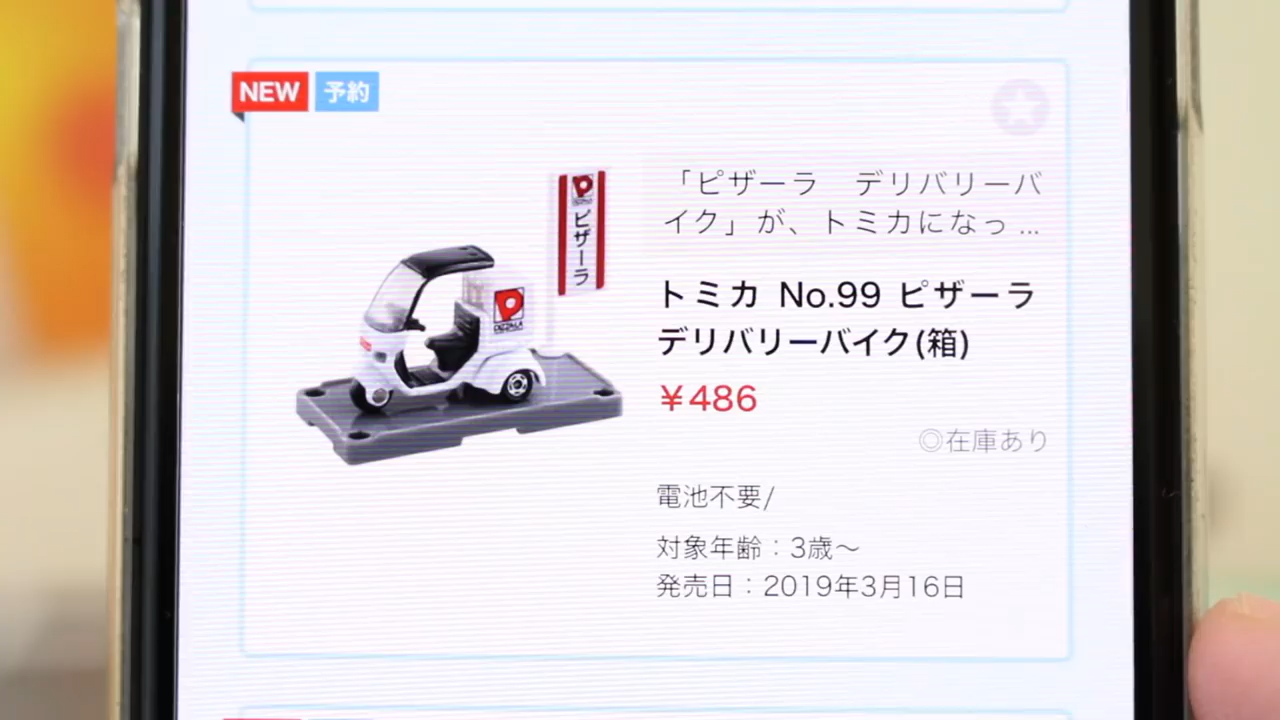 NEW 予約
「ピザーラ　デリバリーバ
イク」が、トミカになっ ...
トミカ No.99 ピザーラ
デリバリーバイク(箱)
¥486
◎在庫あり
電池不要/
対象年齢：3歳〜
発売日：2019年3月16日
ピザーラ